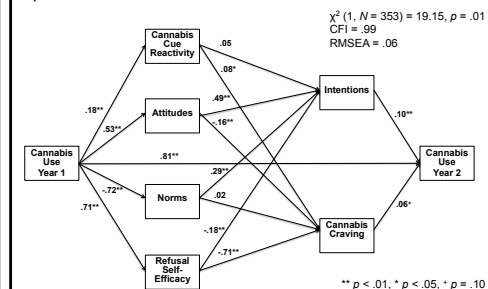 χ² (1, N = 353) = 19.15, p = .01
CFI = .99
RMSEA = .06
Cannabis
Cue
Reactivity
.05
.08*
.18**
Attitudes
.49**
-.16**
Intentions
.53**
.10**
Cannabis
Use
Year 1
.81**
Cannabis
Use
Year 2
-.72**
.29**
.71**
Norms
.02
.06⁺
-.18**
Cannabis
Craving
Refusal
Self-
Efficacy
-.71**
** p < .01, * p < .05, ⁺ p = .10